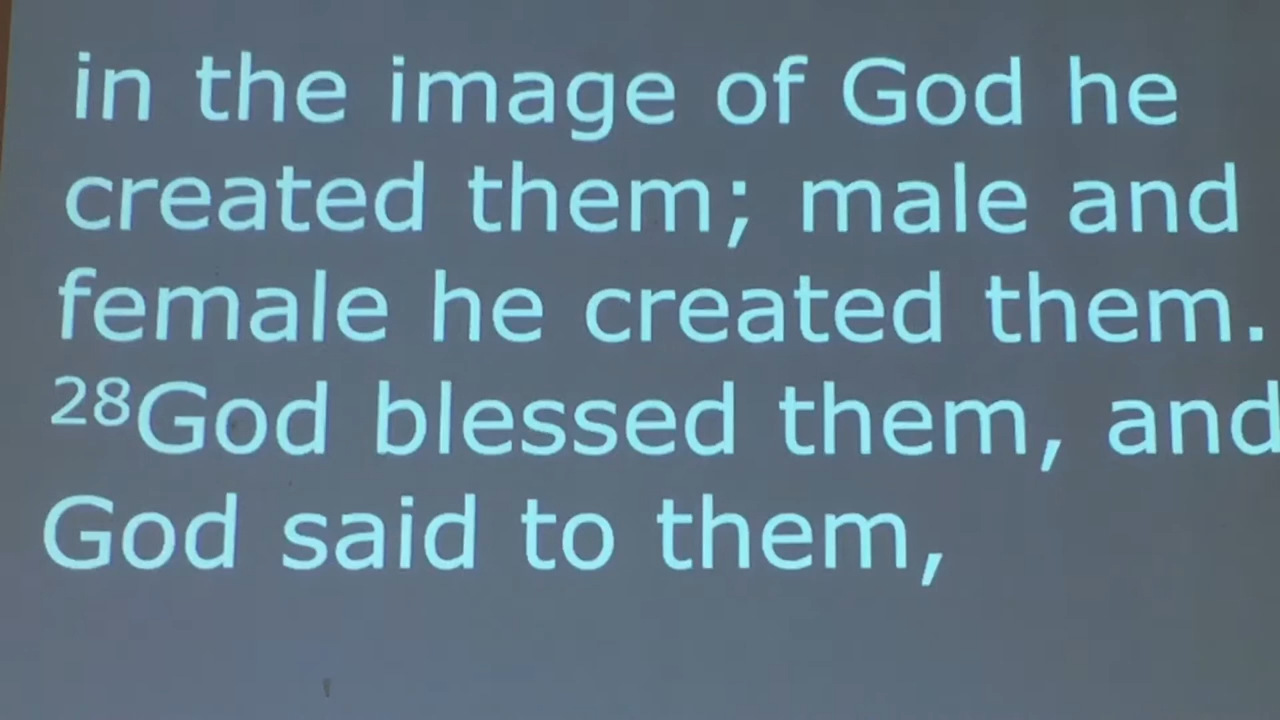 in the image of God he
created them; male and
female he created them.
²⁸God blessed them, and
God said to them,